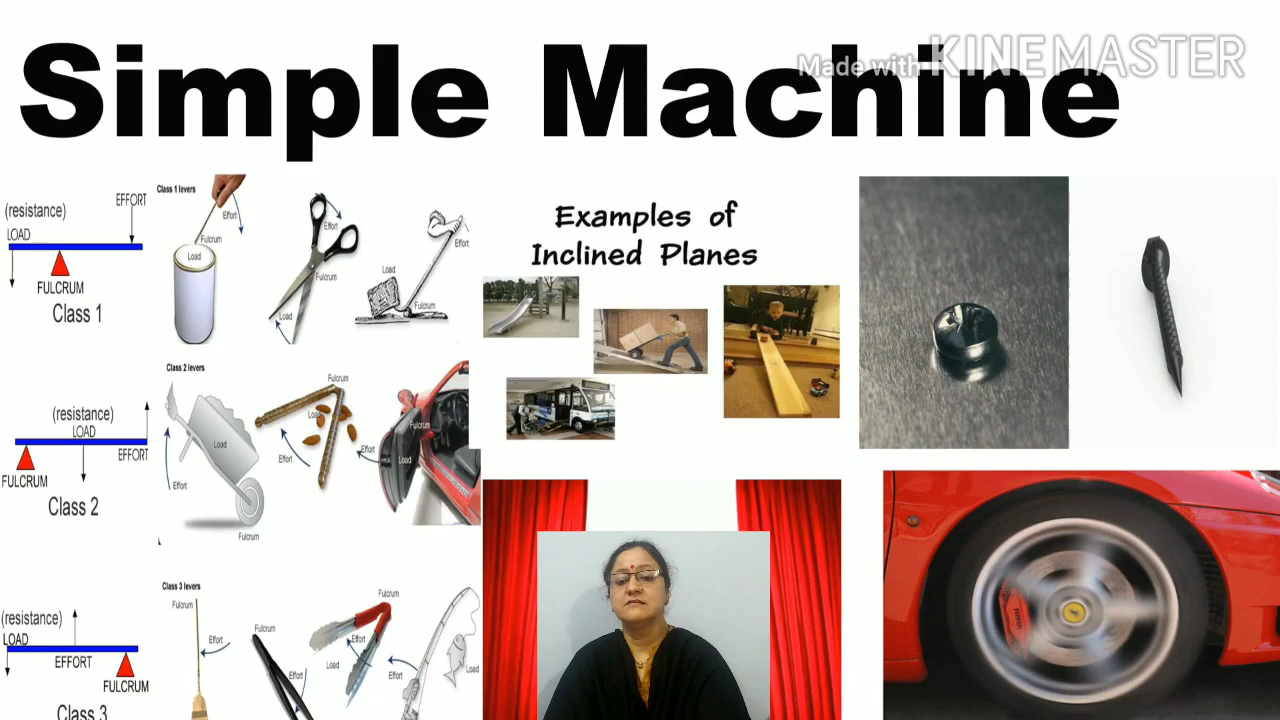 Simple Machine
Made with KINEMASTER
Class 1 levers
EFFORT
(resistance)
LOAD
FULCRUM
Class 1
Effort
Fulcrum
Load
Effort
Fulcrum
Load
Effort
Load
Fulcrum
Examples of
Inclined Planes
Class 2 levers
(resistance)
LOAD
EFFORT
FULCRUM
Class 2
Load
Effort
Fulcrum
Fulcrum
Load
Effort
Fulcrum
Effort
Load
Class 3 levers
(resistance)
LOAD
EFFORT
FULCRUM
Class 3
Fulcrum
Effort
Fulcrum
Effort
Fulcrum
Effort
Load
Effort
Load